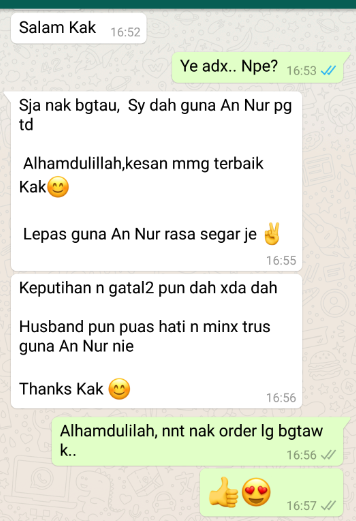 Salam Kak 16:52
Ye adx.. Npe? 16:53
Sja nak bgtau, Sy dah guna An Nur pg
td
Alhamdulillah,kesan mmg terbaik
Kak😊
Lepas guna An Nur rasa segar je ✌
16:55
Keputihan n gatal2 pun dah xda dah
Husband pun puas hati n minx trus
guna An Nur nie
Thanks Kak 😊
16:56
Alhamdulilah, nnt nak order lg bgtaw
k..
16:56
👍😍
16:57